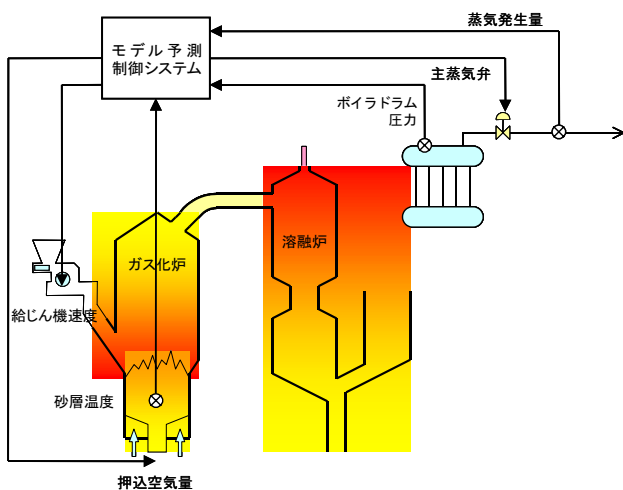 蒸気発生量
モデル予測
制御システム
主蒸気弁
ボイラドラム
圧力
溶融炉
ガス化炉
給じん機速度
砂層温度
押込空気量